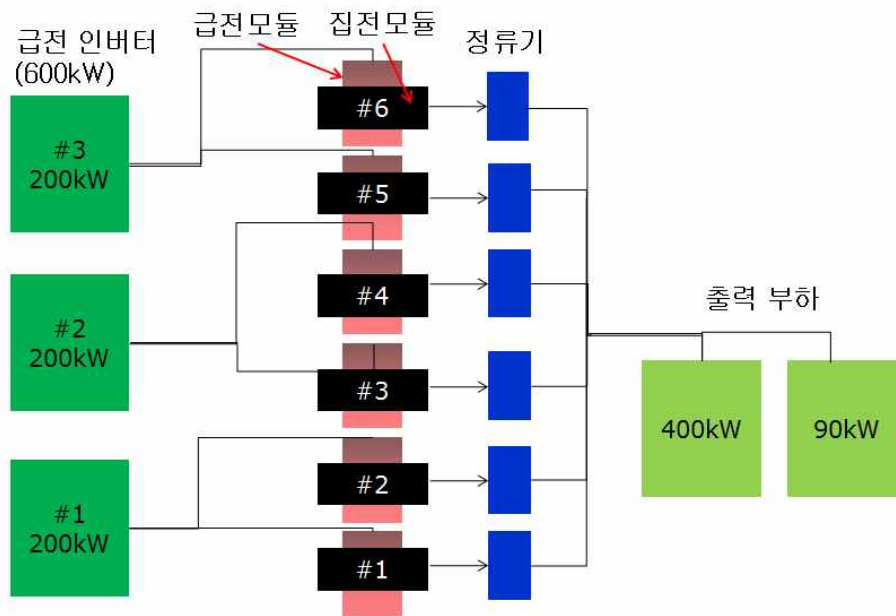 급전 인버터
(600kW)
급전모듈
집전모듈
정류기
#3
200kW
#2
200kW
#1
200kW
#6
#5
#4
#3
#2
#1
출력 부하
400kW
90kW